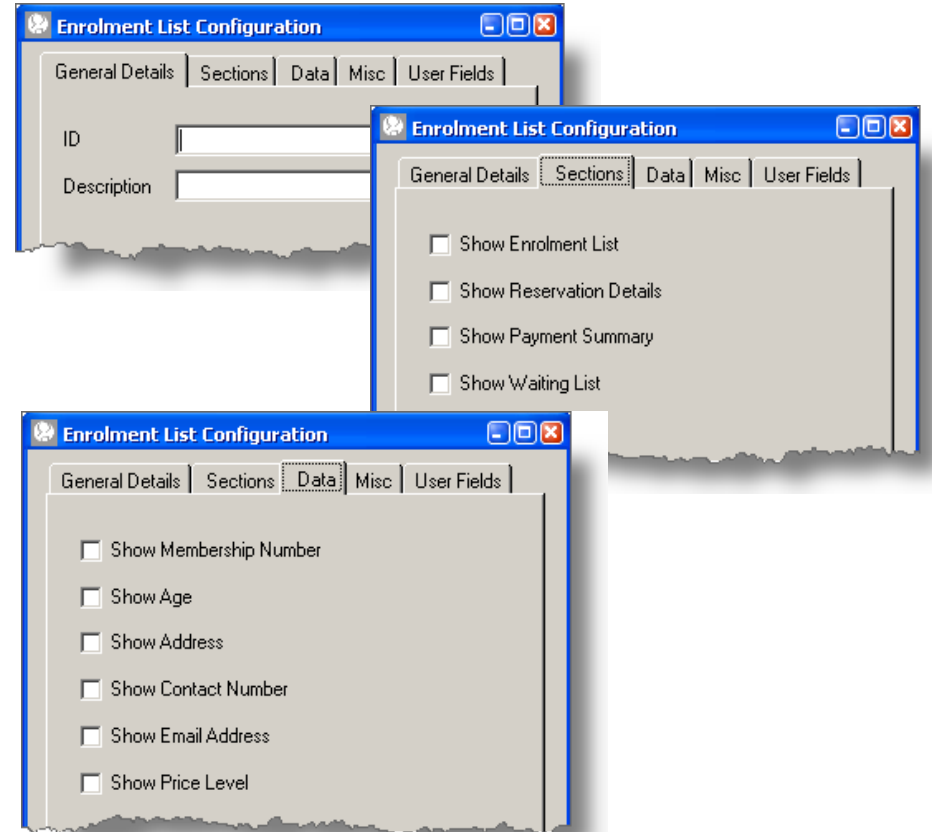 Enrolment List Configuration
General Details Sections Data Misc User Fields
ID
Description
Enrolment List Configuration
General Details Sections Data Misc User Fields
Show Enrolment List
Show Reservation Details
Show Payment Summary
Show Waiting List
Enrolment List Configuration
General Details Sections Data Misc User Fields
Show Membership Number
Show Age
Show Address
Show Contact Number
Show Email Address
Show Price Level